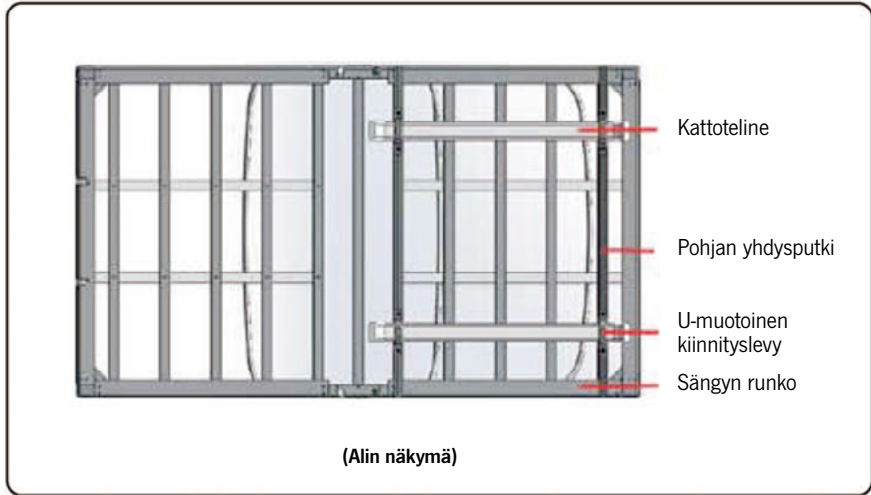 Kattoteline
Pohjan yhdysputki
U-muotoinen
kiinnityslevy
Sängyn runko
(Alin näkymä)